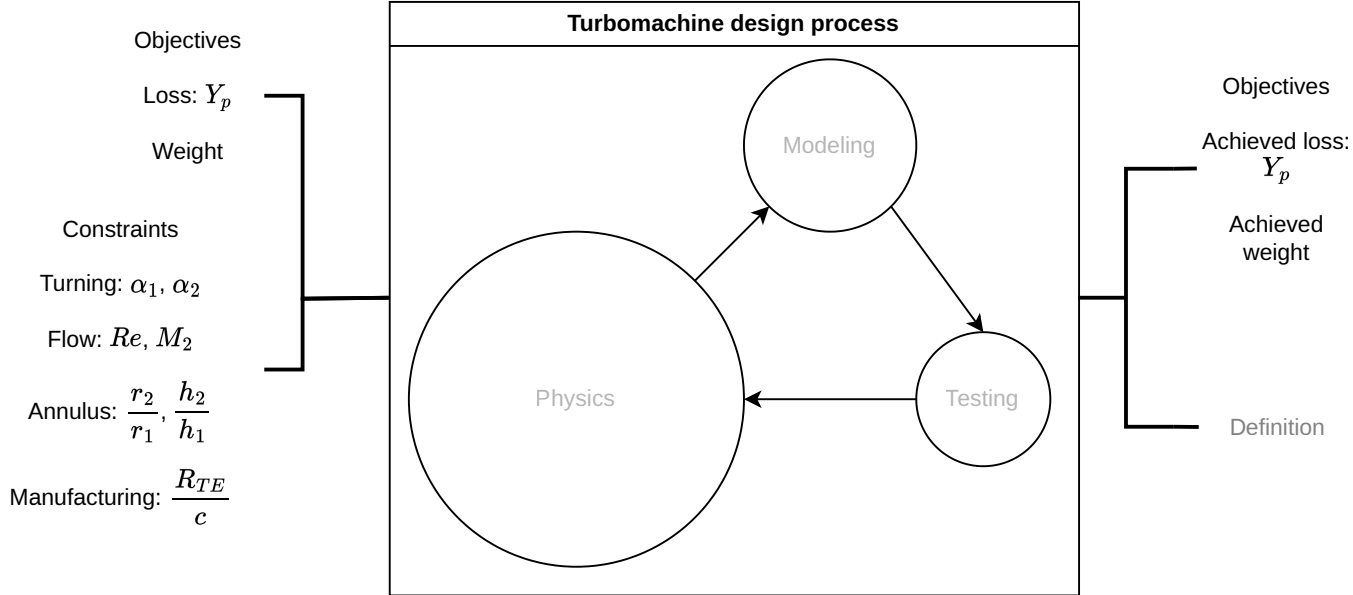 Turbomachine design process
Objectives
Loss: Y_p
Weight
Constraints
Turning: α_1, α_2
Flow: Re, M_2
Annulus: r_2/r_1, h_2/h_1
Manufacturing: R_TE/c
Modeling
Physics
Testing
Objectives
Achieved loss:
Y_p
Achieved
weight
Definition